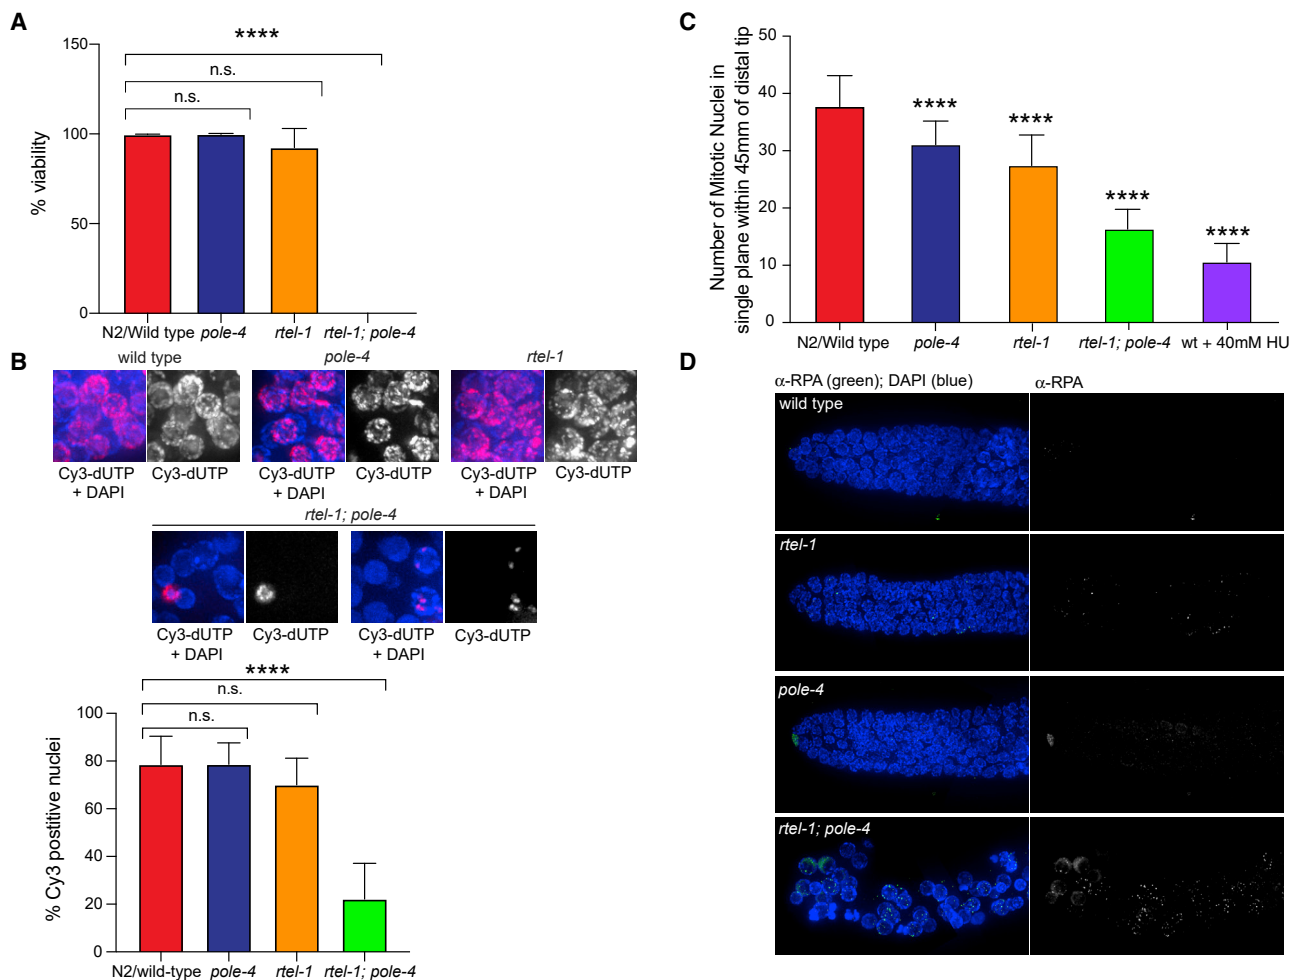 A
150
100
50
0
% viability
****
n.s.
n.s.
N2/Wild type pole-4 rtel-1 rtel-1; pole-4
B
wild type pole-4 rtel-1
Cy3-dUTP + DAPI Cy3-dUTP Cy3-dUTP + DAPI Cy3-dUTP Cy3-dUTP + DAPI Cy3-dUTP
rtel-1; pole-4
Cy3-dUTP + DAPI Cy3-dUTP Cy3-dUTP + DAPI Cy3-dUTP
****
n.s.
n.s.
100
80
60
40
20
0
% Cy3 postitive nuclei
N2/wild-type pole-4 rtel-1 rtel-1; pole-4
C
50
40
30
20
10
0
Number of Mitotic Nuclei in
single plane within 45mm of distal tip
****
****
****
****
N2/Wild type pole-4 rtel-1 rtel-1; pole-4 wt + 40mM HU
D
α-RPA (green); DAPI (blue) α-RPA
wild type
rtel-1
pole-4
rtel-1; pole-4